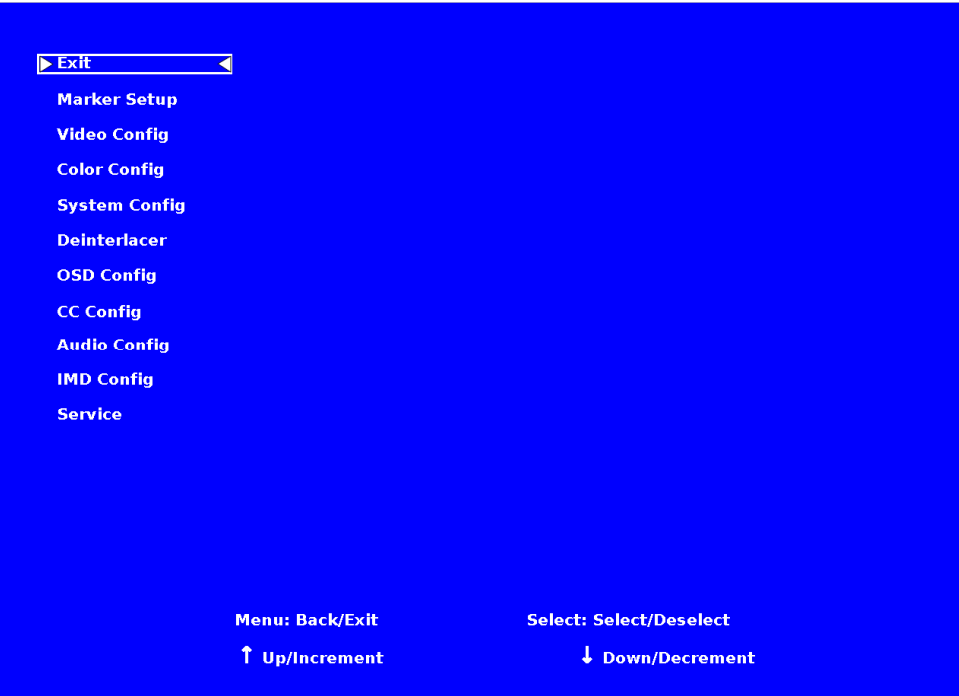 Exit
Marker Setup
Video Config
Color Config
System Config
Deinterlacer
OSD Config
CC Config
Audio Config
IMD Config
Service
Menu: Back/Exit Select: Select/Deselect
↑ Up/Increment ↓ Down/Decrement